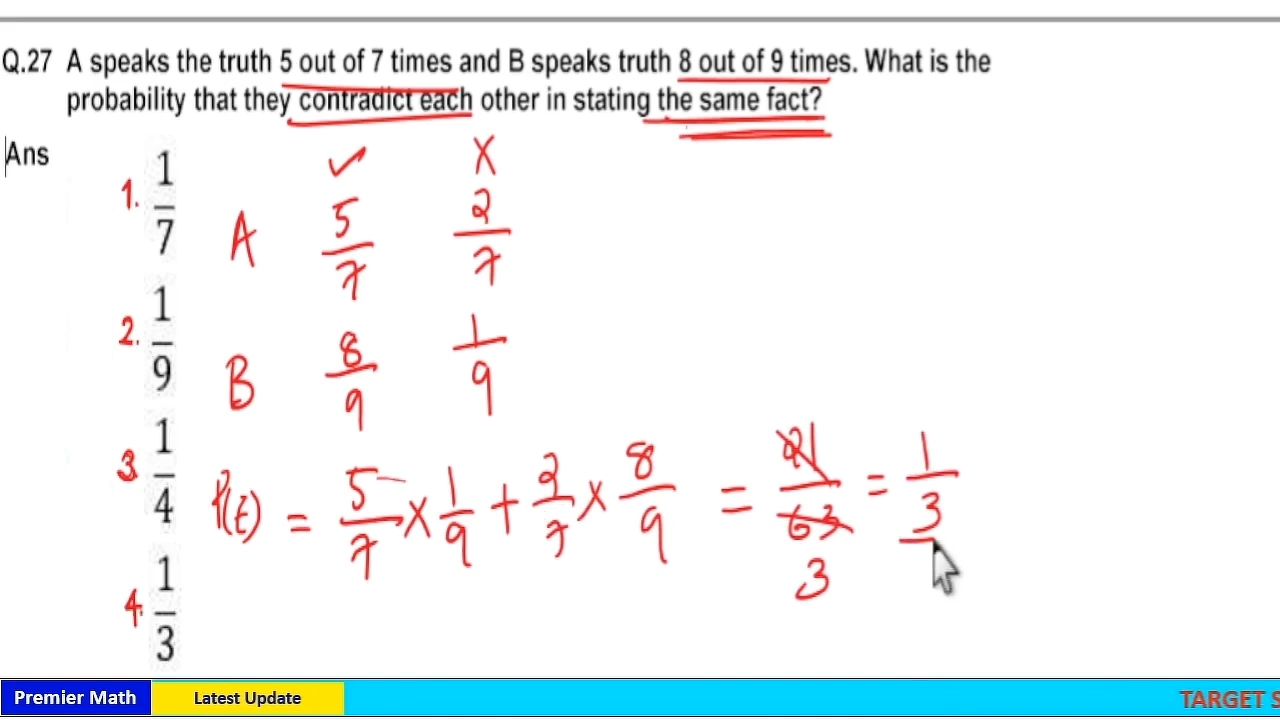 Q.27 A speaks the truth 5 out of 7 times and B speaks truth 8 out of 9 times. What is the
probability that they contradict each other in stating the same fact?
Ans
✓ X
1. 1/7
A 5/7 2/7
2. 1/9
B 8/9 1/9
3. 1/4
P(E) = 5/7 × 1/9 + 2/7 × 8/9 = 21/63 = 1/3
3
4. 1/3
Premier Math Latest Update TARGET S